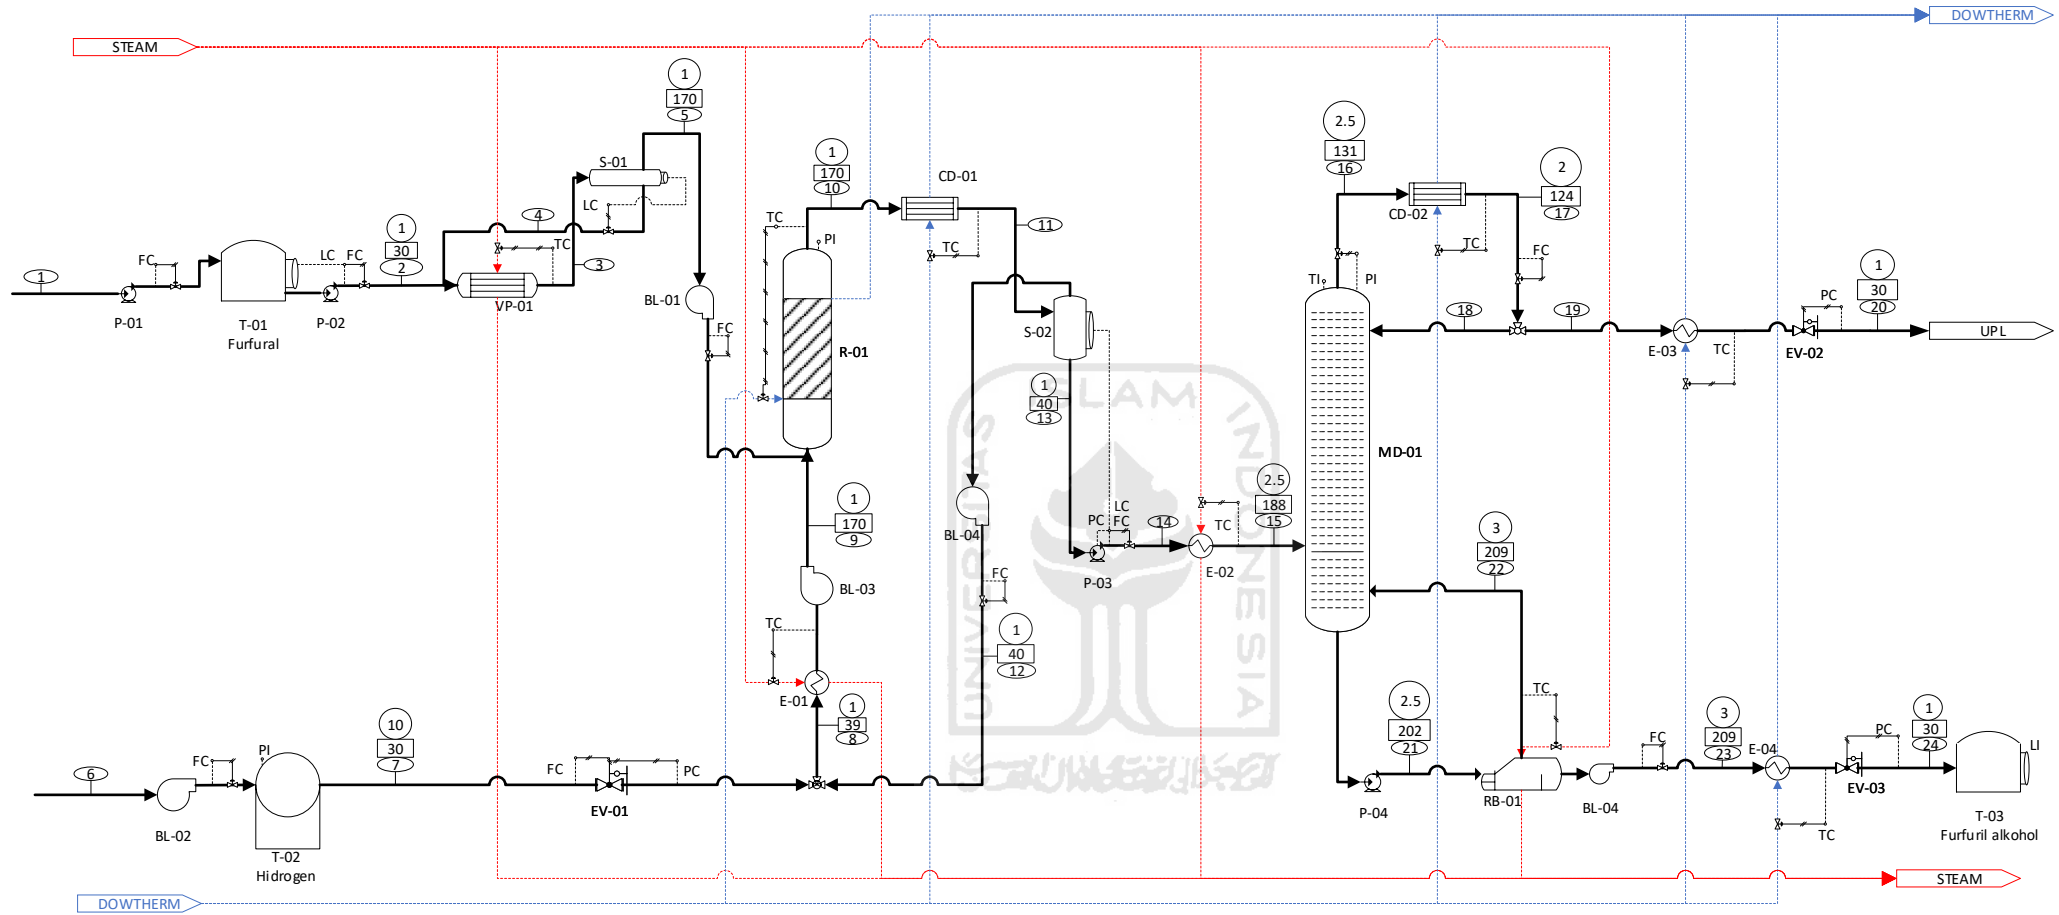 DOWTHERM
STEAM
1
170
5
2.5
131
16
1
170
10
2
124
17
S-01
CD-01
CD-02
LC
4
TC
TC
11
1
30
2
TC
PI
TC
TC
FC
FC
LC
FC
3
1
30
20
1
TI
PI
VP-01
BL-01
PC
P-01
T-01
Furfural
P-02
FC
S-02
18
19
UPL
R-01
E-03
TC
EV-02
1
40
13
ISLAM
UNIVERSITAS
INDONESIA
MD-01
1
170
9
LC
PC
FC
14
TC
2.5
188
15
BL-04
3
209
22
P-03
E-02
FC
BL-03
TC
1
40
12
E-01
1
39
8
TC
2.5
202
21
3
209
23
1
30
24
10
30
7
FC
PI
FC
PC
FC
E-04
PC
LI
6
EV-01
RB-01
BL-04
EV-03
BL-02
P-04
T-03
Furfuril alkohol
TC
T-02
Hidrogen
STEAM
DOWTHERM